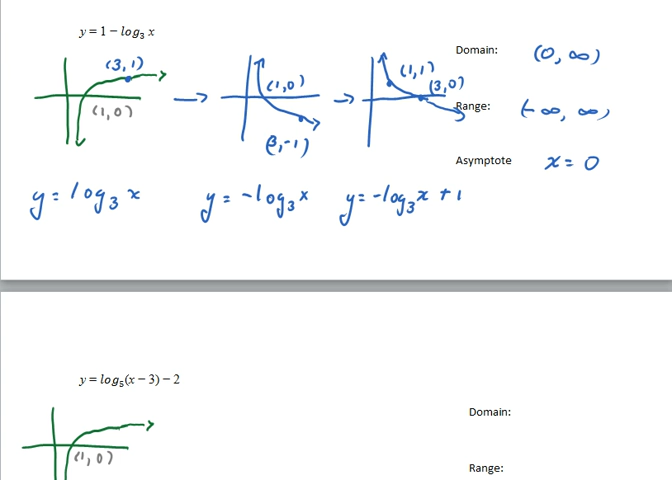 y = 1 − log₃ x
(3, 1)
(1, 0)
(1, 0)
(3, -1)
(1, 1)
(3, 0)
Domain: (0, ∞)
Range: (-∞, ∞)
Asymptote x = 0
y = log₃ x
y = -log₃ x
y = -log₃ x + 1
y = log₅(x − 3) − 2
(1, 0)
Domain:
Range: